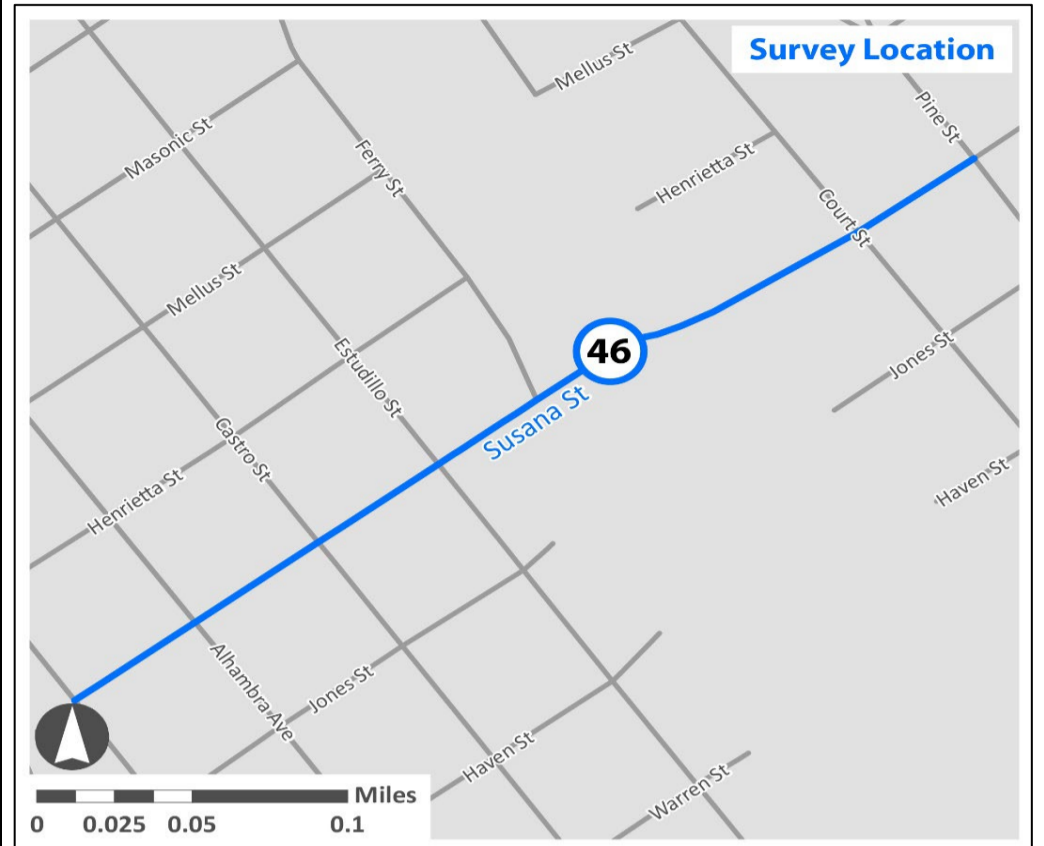 Survey Location
Mellus St
Pine St
Masonic St
Ferry St
Henrietta St
Court St
Mellus St
46
Jones St
Estudillo St
Susana St
Castro St
Henrietta St
Haven St
Alhambra Ave
Jones St
Haven St
Warren St
Miles
0 0.025 0.05 0.1